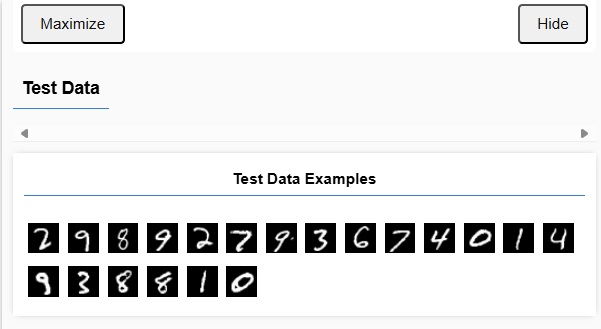 Maximize Hide
Test Data
Test Data Examples
2 9 8 9 2 7 9 3 6 7 4 0 1 4
9 3 8 8 1 0